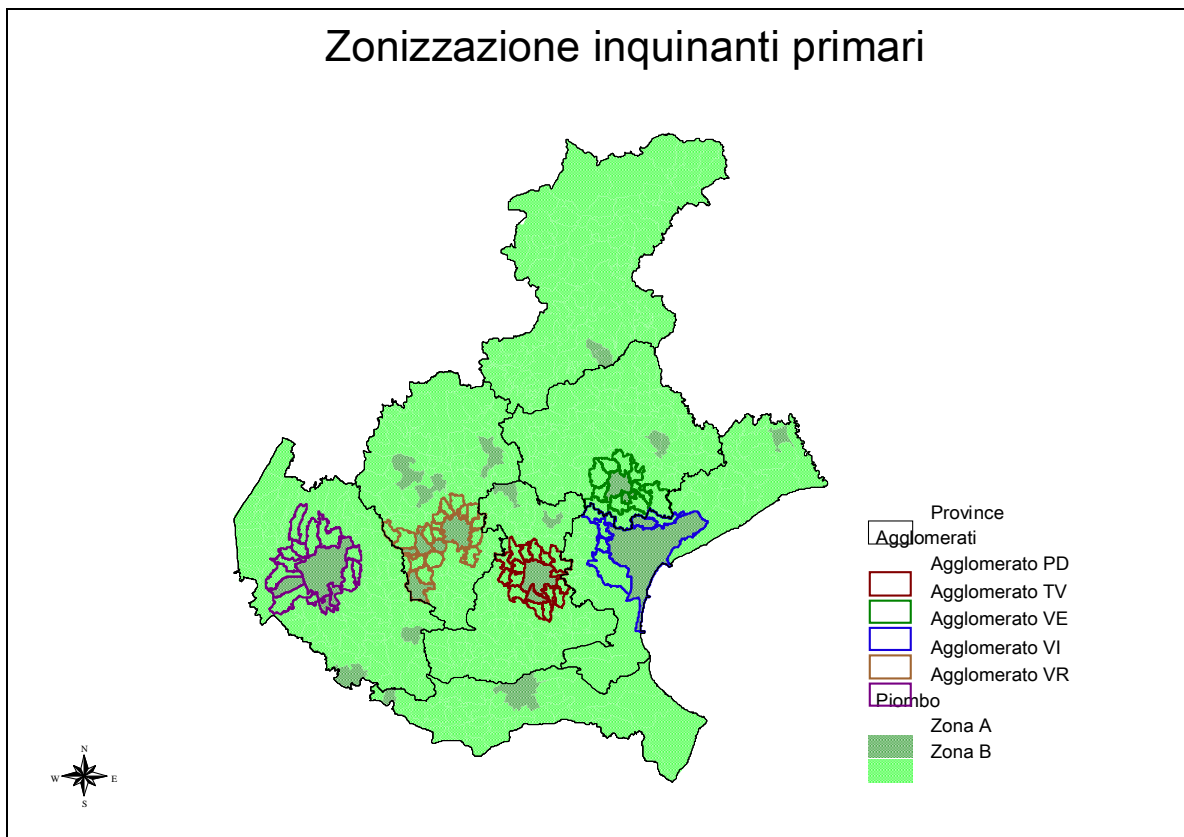 Zonizzazione inquinanti primari
Province
Agglomerati
Agglomerato PD
Agglomerato TV
Agglomerato VE
Agglomerato VI
Agglomerato VR
Piombo
Zona A
Zona B
N
W E
S